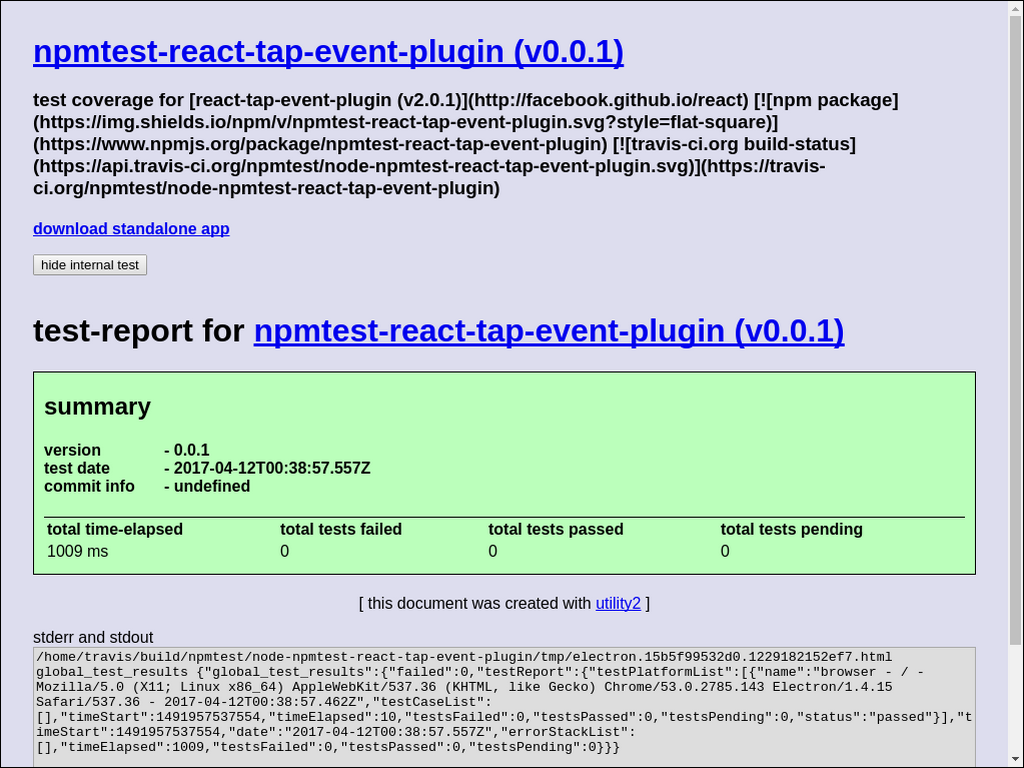 npmtest-react-tap-event-plugin (v0.0.1)
test coverage for [react-tap-event-plugin (v2.0.1)](http://facebook.github.io/react) [![npm package]
(https://img.shields.io/npm/v/npmtest-react-tap-event-plugin.svg?style=flat-square)]
(https://www.npmjs.org/package/npmtest-react-tap-event-plugin) [![travis-ci.org build-status]
(https://api.travis-ci.org/npmtest/node-npmtest-react-tap-event-plugin.svg)](https://travis-
ci.org/npmtest/node-npmtest-react-tap-event-plugin)
download standalone app
hide internal test
test-report for npmtest-react-tap-event-plugin (v0.0.1)
summary
version - 0.0.1
test date - 2017-04-12T00:38:57.557Z
commit info - undefined
total time-elapsed total tests failed total tests passed total tests pending
1009 ms 0 0 0
[ this document was created with utility2 ]
stderr and stdout
/home/travis/build/npmtest/node-npmtest-react-tap-event-plugin/tmp/electron.15b5f99532d0.1229182152ef7.html
global_test_results {"global_test_results":{"failed":0,"testReport":{"testPlatformList":[{"name":"browser - / -
Mozilla/5.0 (X11; Linux x86_64) AppleWebKit/537.36 (KHTML, like Gecko) Chrome/53.0.2785.143 Electron/1.4.15
Safari/537.36 - 2017-04-12T00:38:57.462Z","testCaseList":
[],"timeStart":1491957537554,"timeElapsed":10,"testsFailed":0,"testsPassed":0,"testsPending":0,"status":"passed"}],"t
imeStart":1491957537554,"date":"2017-04-12T00:38:57.557Z","errorStackList":
[],"timeElapsed":1009,"testsFailed":0,"testsPassed":0,"testsPending":0}}}